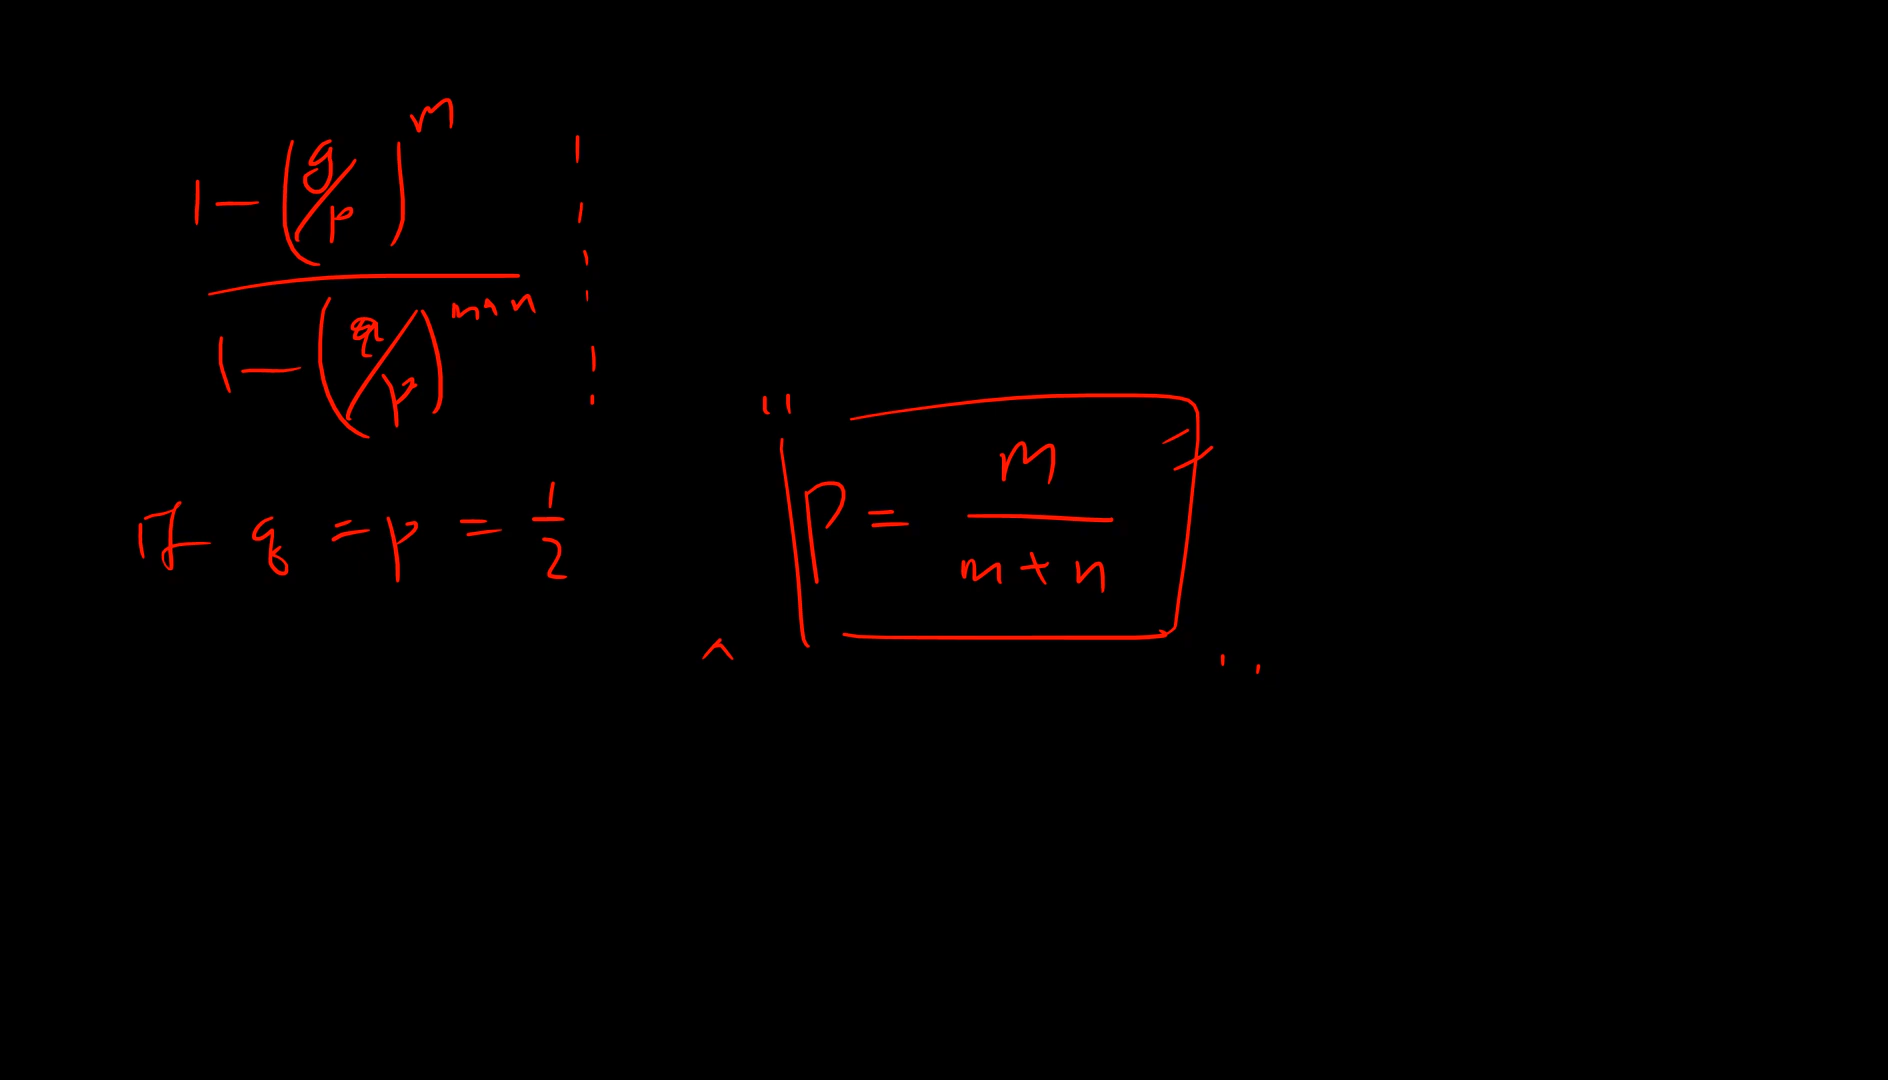 1 - (q/p)^m
1 - (q/p)^m+n
If q = p = 1/2
P = m/(m+n)